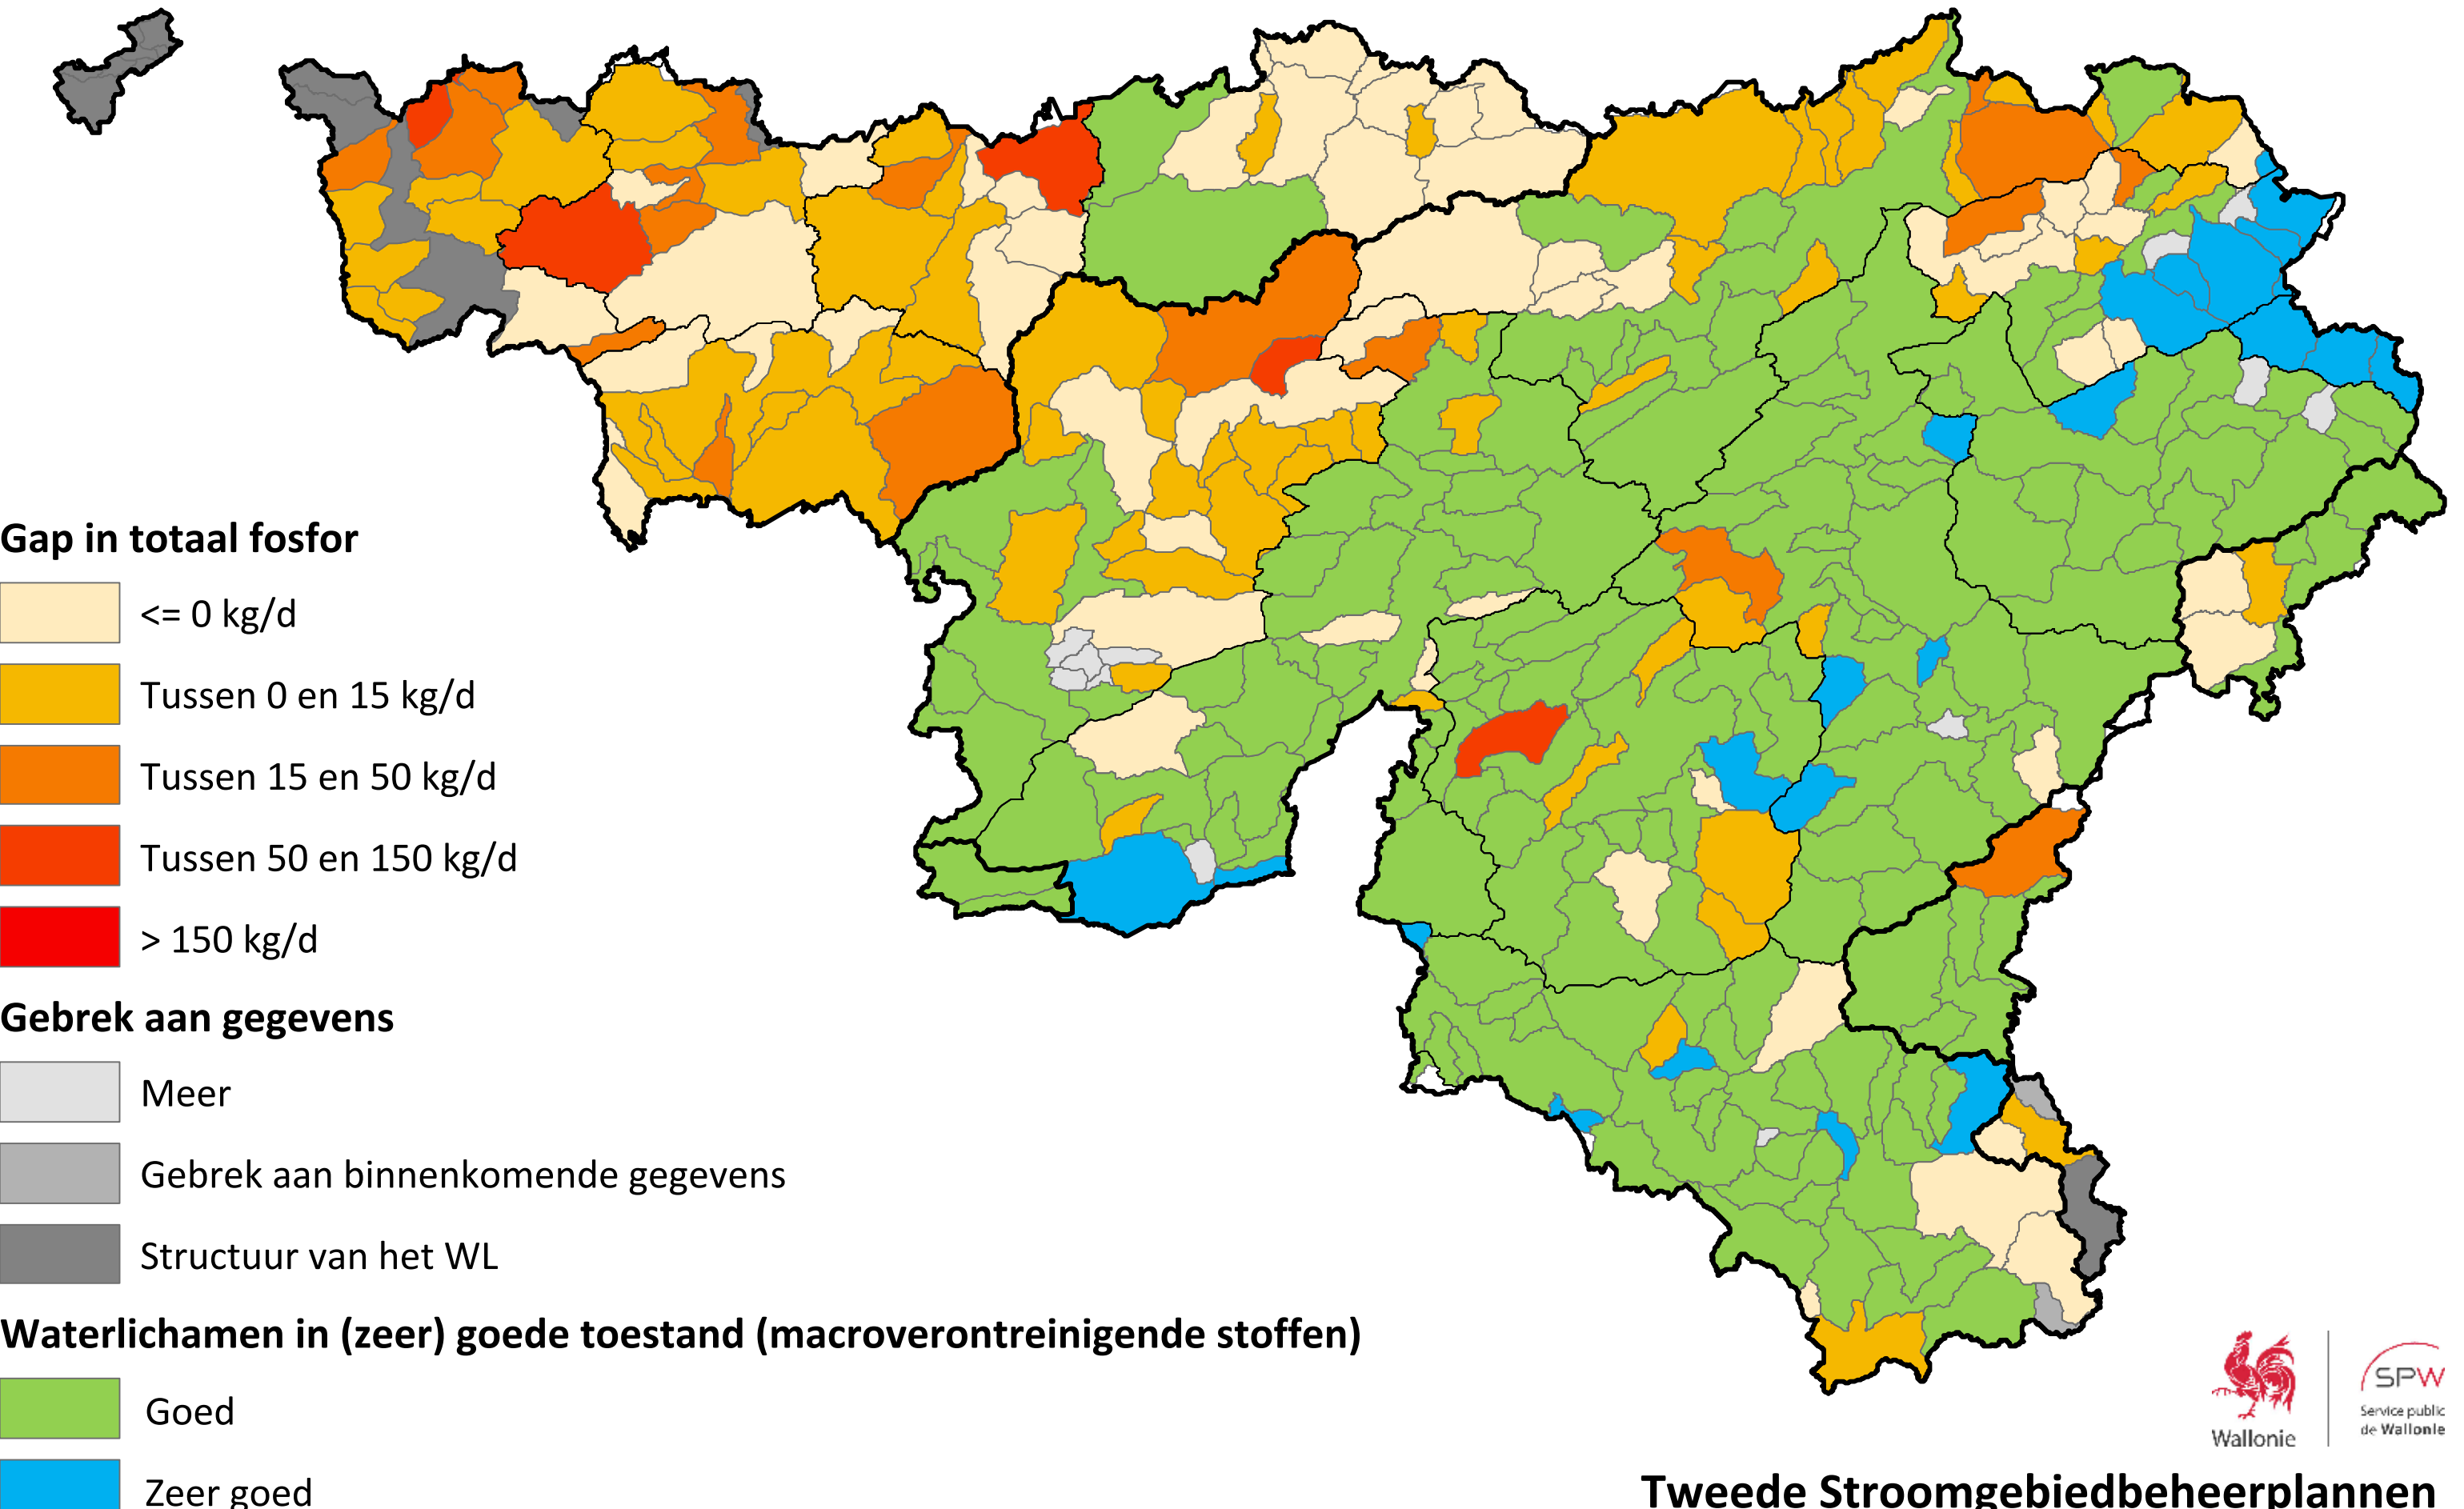 Gap in totaal fosfor
<= 0 kg/d
Tussen 0 en 15 kg/d
Tussen 15 en 50 kg/d
Tussen 50 en 150 kg/d
> 150 kg/d
Gebrek aan gegevens
Meer
Gebrek aan binnenkomende gegevens
Structuur van het WL
Waterlichamen in (zeer) goede toestand (macroverontreinigende stoffen)
Goed
Zeer goed
Wallonie
SPW
Service public
de Wallonie
Tweede Stroomgebiedbeheerplannen